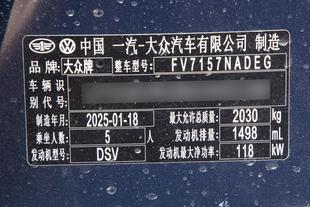 中国 一汽-大众汽车有限公司 制造
品牌: 大众牌 整车型号: FV7157NADEG
车辆识
别代号:
制造年月 2025-01-18 最大允许总质量 2030 kg
乘坐人数 5 人 发动机排量 1498 mL
发动机型号 DSV 发动机最大净功率 118 kW